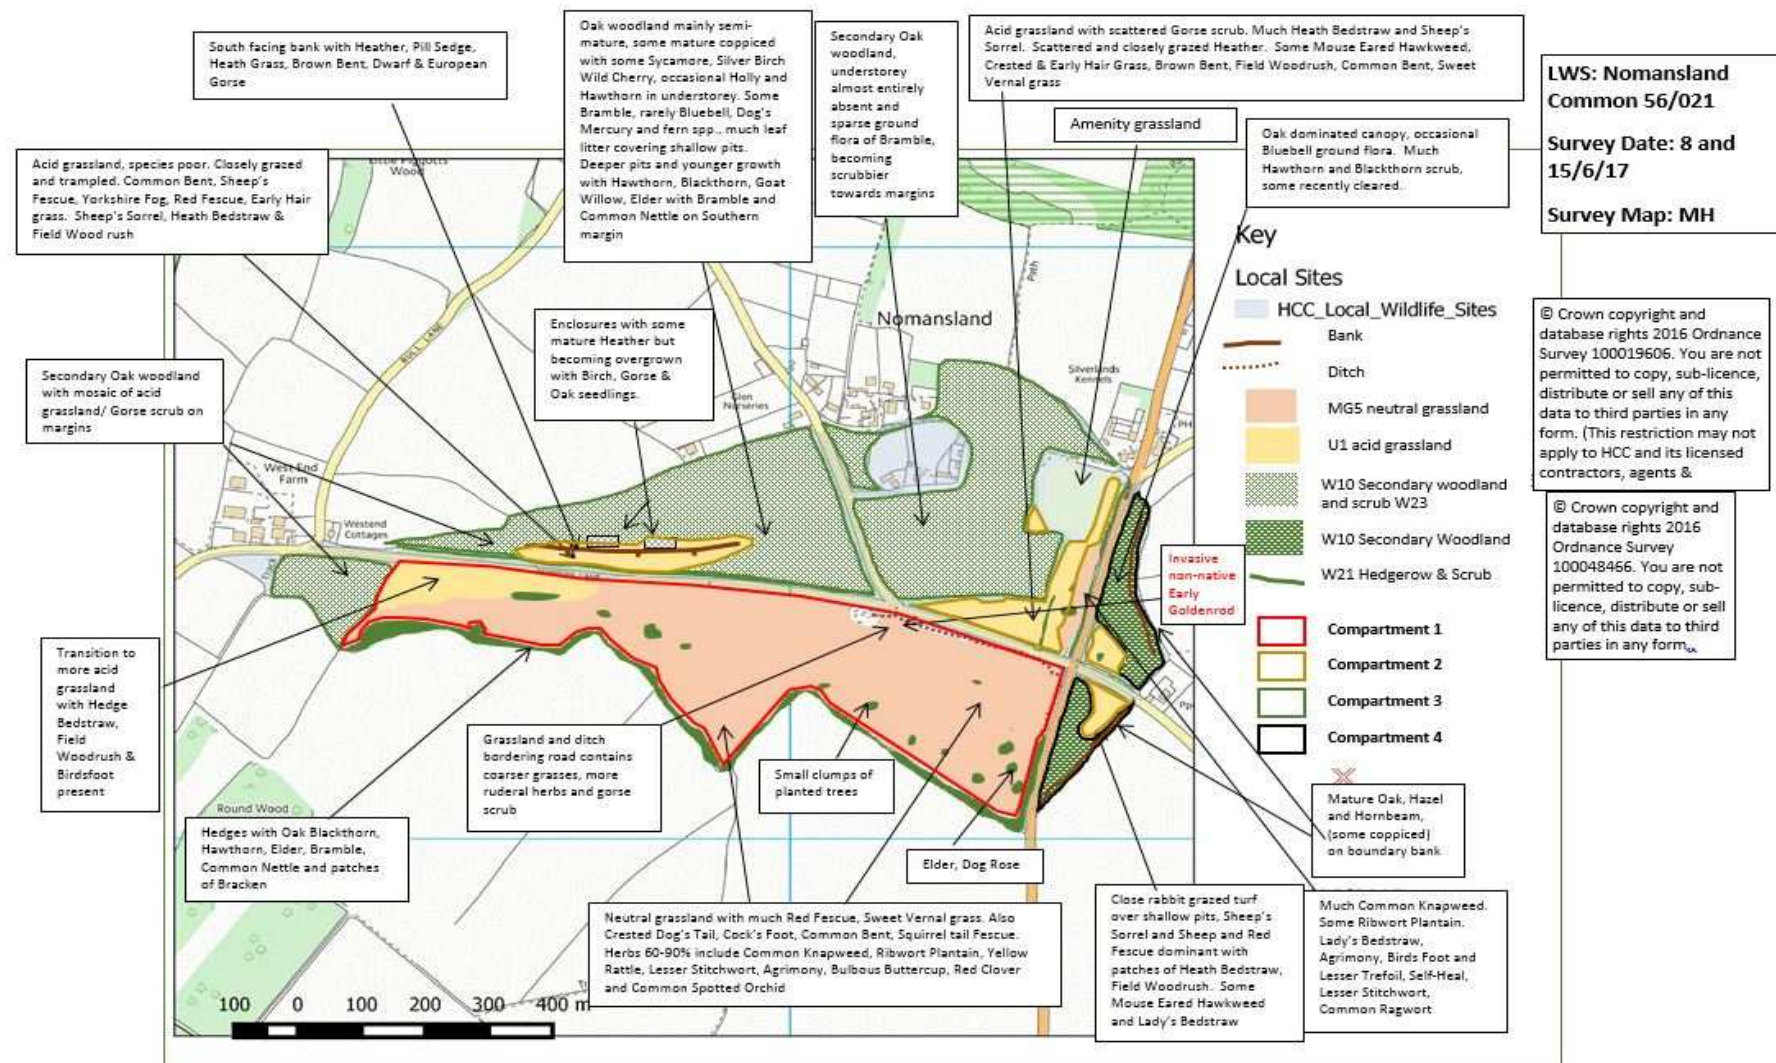 South facing bank with Heather, Pill Sedge,
Heath Grass, Brown Bent, Dwarf & European
Gorse
Oak woodland mainly semi-
mature, some mature coppiced
with some Sycamore, Silver Birch
Wild Cherry, occasional Holly and
Hawthorn in understorey. Some
Bramble, rarely Bluebell, Dog's
Mercury and fern spp., much leaf
litter covering shallow pits.
Deeper pits and younger growth
with Hawthorn, Blackthorn, Goat
Willow, Elder with Bramble and
Common Nettle on Southern
margin
Secondary Oak
woodland,
understorey
almost entirely
absent and
sparse ground
flora of Bramble,
becoming
scrubbier
towards margins
Acid grassland with scattered Gorse scrub. Much Heath Bedstraw and Sheep's
Sorrel. Scattered and closely grazed Heather. Some Mouse Eared Hawkweed,
Crested & Early Hair Grass, Brown Bent, Field Woodrush, Common Bent, Sweet
Vernal grass
Amenity grassland
Oak dominated canopy, occasional
Bluebell ground flora. Much
Hawthorn and Blackthorn scrub,
some recently cleared.
LWS: Nomansland
Common 56/021
Survey Date: 8 and
15/6/17
Survey Map: MH
Acid grassland, species poor. Closely grazed
and trampled. Common Bent, Sheep's
Fescue, Yorkshire Fog, Red Fescue, Early Hair
grass. Sheep's Sorrel, Heath Bedstraw &
Field Wood rush
Wood
BULL LANE
Path
Nomansland
Enclosures with some
mature Heather but
becoming overgrown
with Birch, Gorse &
Oak seedlings.
Secondary Oak woodland
with mosaic of acid
grassland/ Gorse scrub on
margins
Glen
Nurseries
Silverlands
Kennels
PH
West End
Farm
Westend
Cottages
Key
Local Sites
HCC_Local_Wildlife_Sites
Bank
Ditch
MG5 neutral grassland
U1 acid grassland
W10 Secondary woodland
and scrub W23
W10 Secondary Woodland
W21 Hedgerow & Scrub
Compartment 1
Compartment 2
Compartment 3
Compartment 4
© Crown copyright and
database rights 2016 Ordnance
Survey 100019606. You are not
permitted to copy, sub-licence,
distribute or sell any of this
data to third parties in any
form. (This restriction may not
apply to HCC and its licensed
contractors, agents &
© Crown copyright and
database rights 2016
Ordnance Survey
100048466. You are not
permitted to copy, sub-
licence, distribute or sell
any of this data to third
parties in any form
Invasive
non-native
Early
Goldenrod
Transition to
more acid
grassland
with Hedge
Bedstraw,
Field
Woodrush &
Birdsfoot
present
Grassland and ditch
bordering road contains
coarser grasses, more
ruderal herbs and gorse
scrub
Small clumps of
planted trees
Mature Oak, Hazel
and Hornbeam,
(some coppiced)
on boundary bank
Round Wood
Hedges with Oak Blackthorn,
Hawthorn, Elder, Bramble,
Common Nettle and patches
of Bracken
Elder, Dog Rose
Neutral grassland with much Red Fescue, Sweet Vernal grass. Also
Crested Dog's Tail, Cock's Foot, Common Bent, Squirrel tail Fescue.
Herbs 60-90% include Common Knapweed, Ribwort Plantain, Yellow
Rattle, Lesser Stitchwort, Agrimony, Bulbous Buttercup, Red Clover
and Common Spotted Orchid
Close rabbit grazed turf
over shallow pits, Sheep's
Sorrel and Sheep and Red
Fescue dominant with
patches of Heath Bedstraw,
Field Woodrush. Some
Mouse Eared Hawkweed
and Lady's Bedstraw
Much Common Knapweed.
Some Ribwort Plantain.
Lady's Bedstraw,
Agrimony, Birds Foot and
Lesser Trefoil, Self-Heal,
Lesser Stitchwort,
Common Ragwort
100 0 100 200 300 400 m